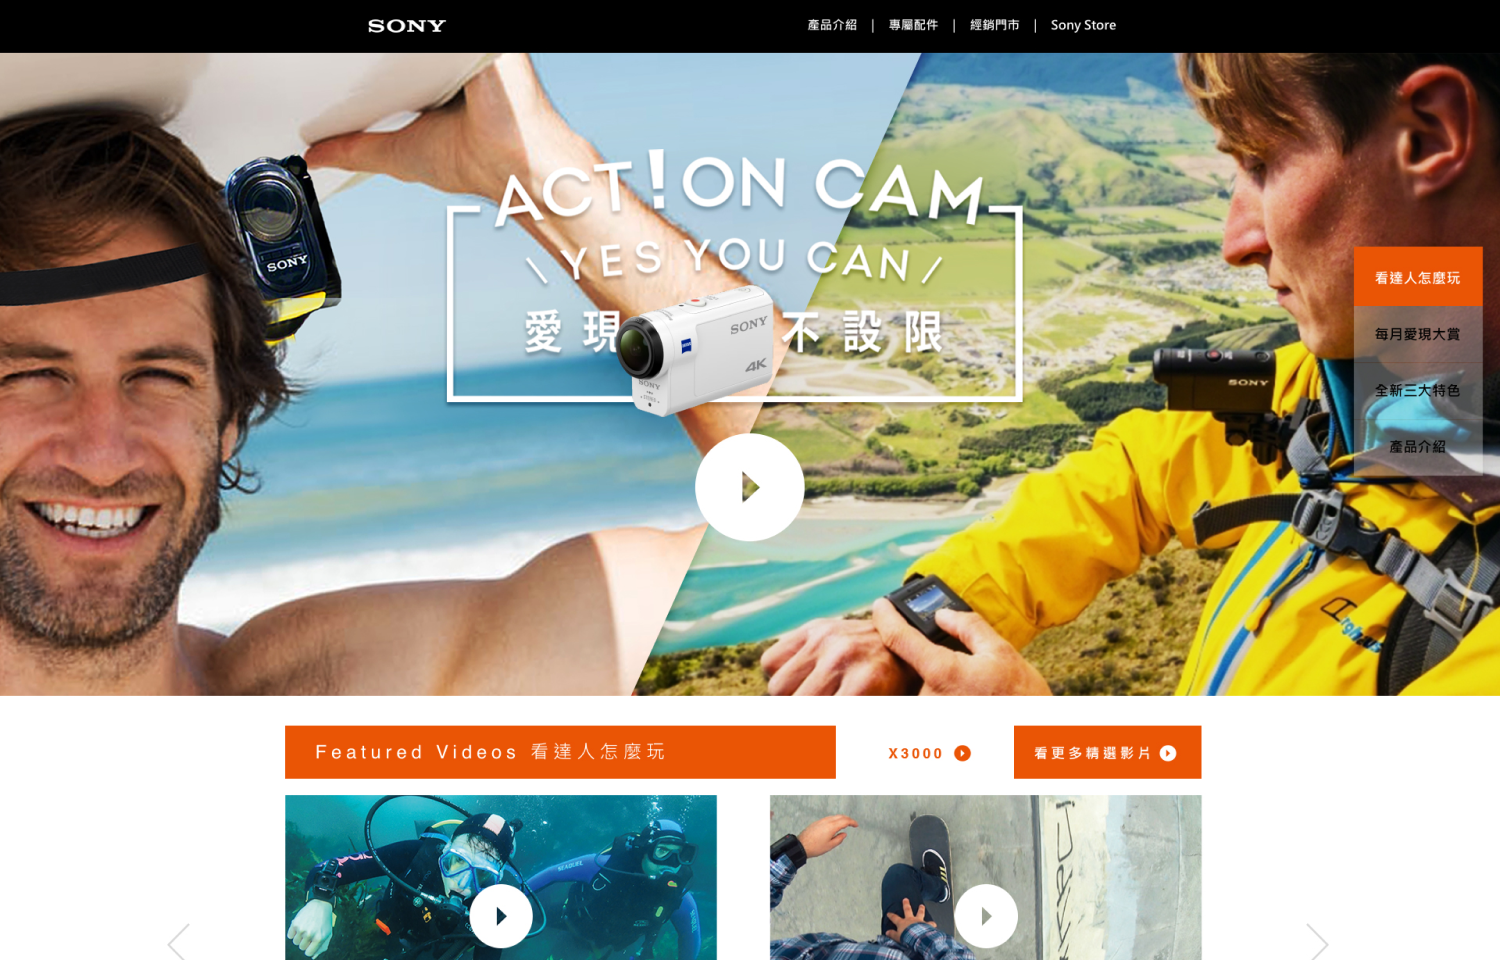 SONY
產品介紹 | 專屬配件 | 經銷門市 | Sony Store
ACT!ON CAM
\ YES YOU CAN /
愛現 不設限
SONY
4K
SONY
SONY
SONY
看達人怎麼玩
每月愛現大賞
全新三大特色
產品介紹
Featured Videos 看達人怎麼玩
X3000
看更多精選影片
SEAQUEL